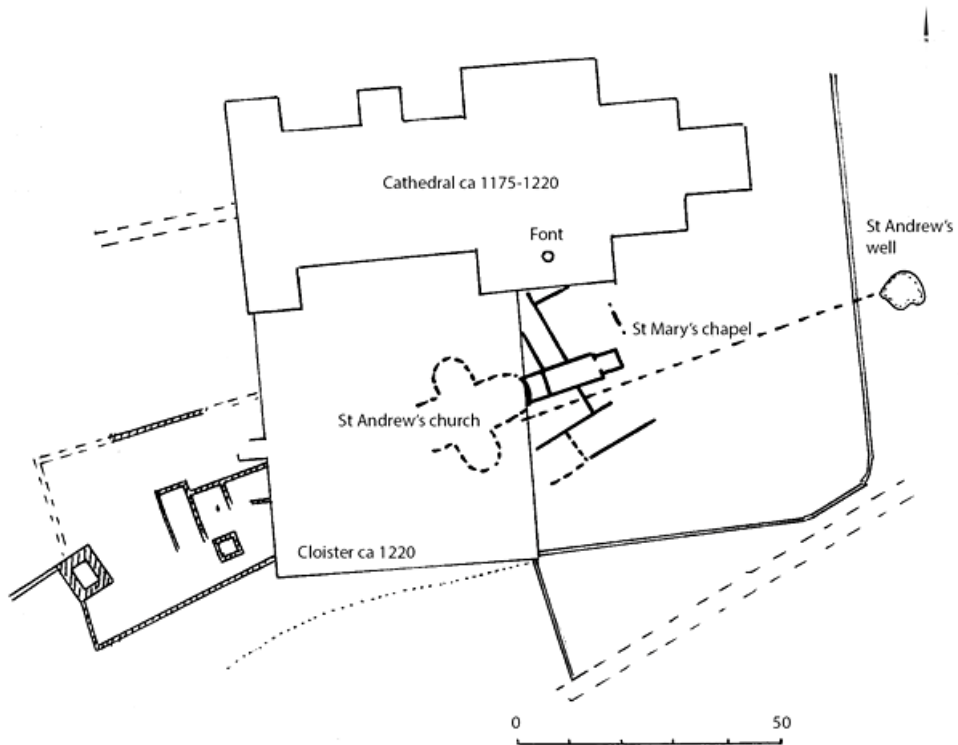 Cathedral ca 1175-1220
St Andrew's
well
Font
St Mary's chapel
St Andrew's church
Cloister ca 1220
0
50